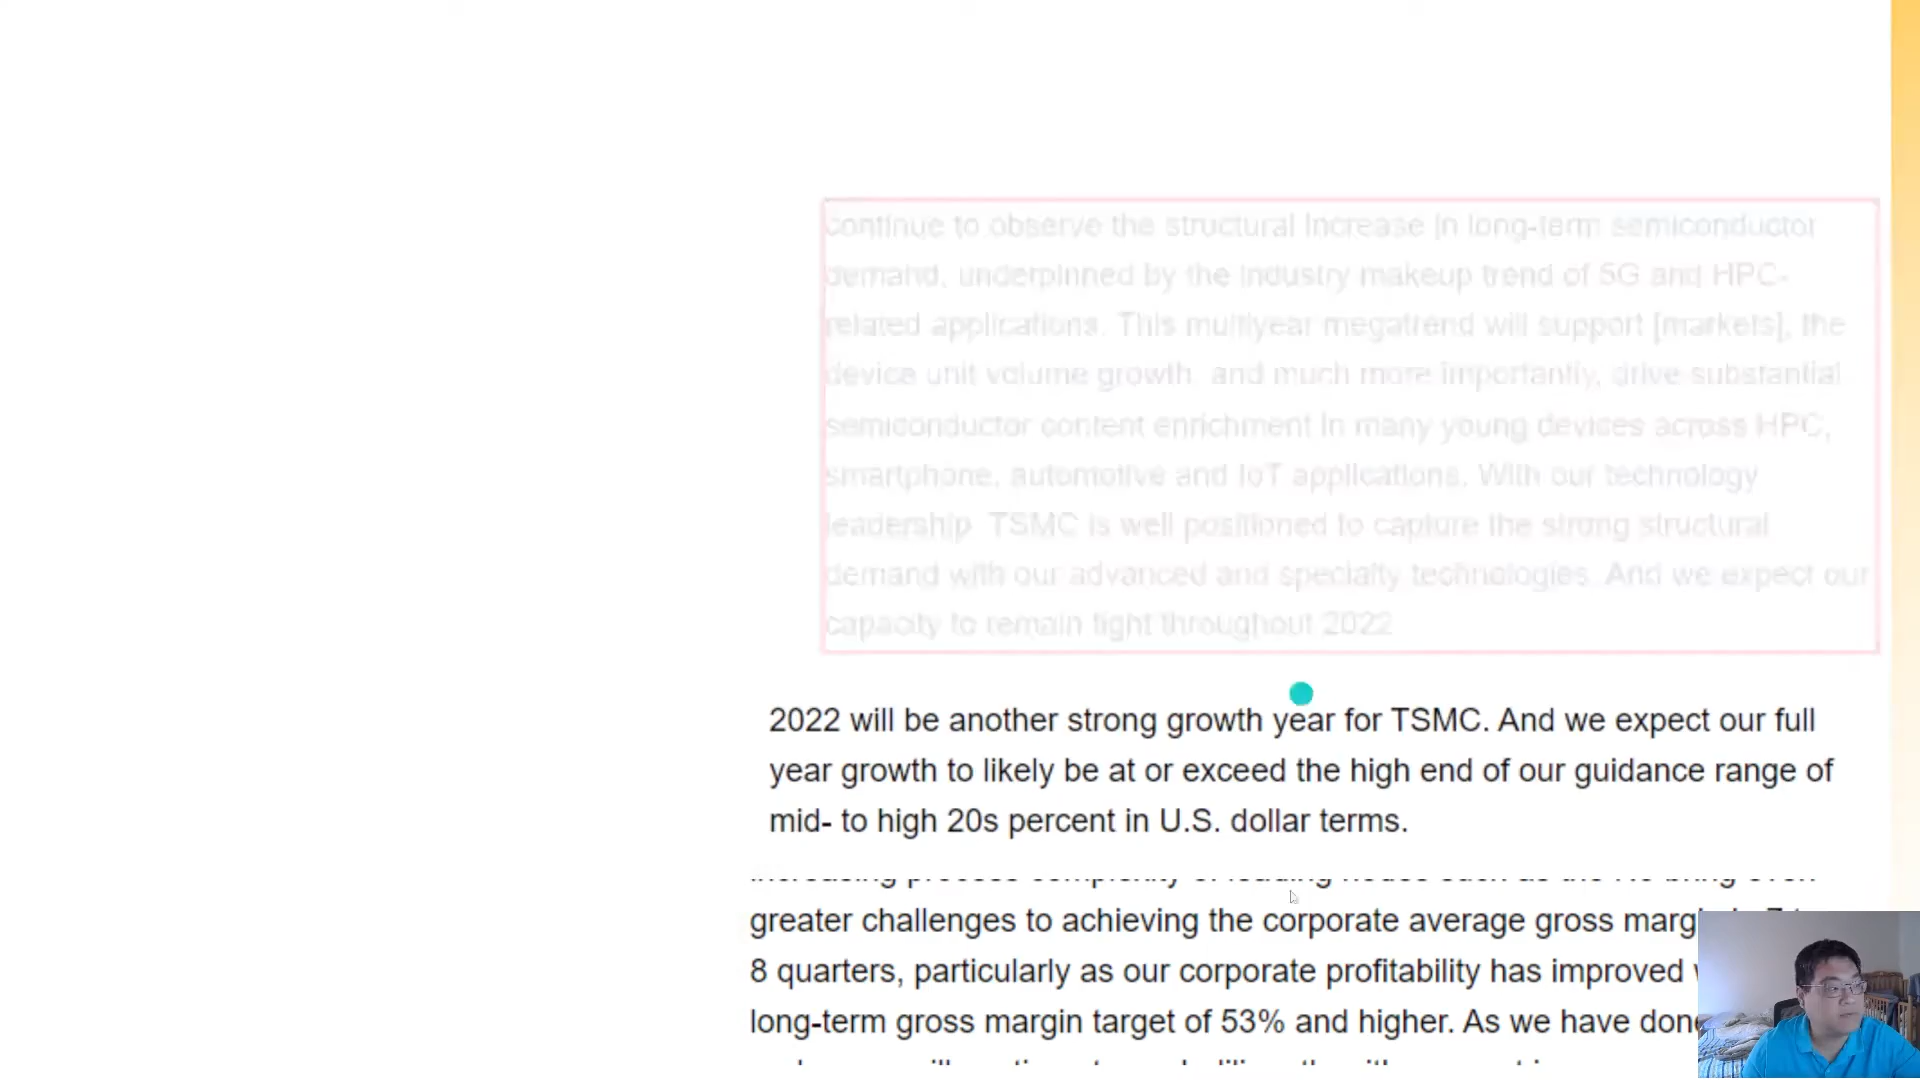 continue to observe the structural increase in long-term semiconductor
demand, underpinned by the industry makeup trend of 5G and HPC-
related applications. This multiyear megatrend will support [markets], the
device unit volume growth, and much more importantly, drive substantial
semiconductor content enrichment in many young devices across HPC,
smartphone, automotive and IoT applications. With our technology
leadership, TSMC is well positioned to capture the strong structural
demand with our advanced and specialty technologies. And we expect our
capacity to remain tight throughout 2022
2022 will be another strong growth year for TSMC. And we expect our full
year growth to likely be at or exceed the high end of our guidance range of
mid- to high 20s percent in U.S. dollar terms.
increasing process complexity of leading
greater challenges to achieving the corporate average gross
8 quarters, particularly as our corporate profitability has improved
long-term gross margin target of 53% and higher. As we have